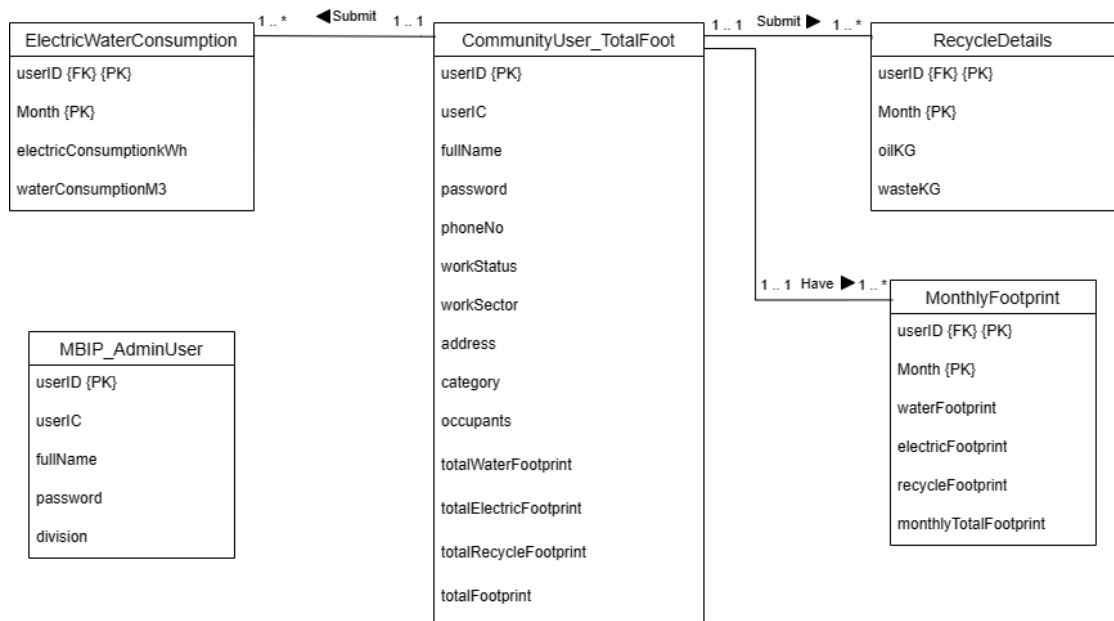 1 .. *
◀Submit
1 .. 1
ElectricWaterConsumption
userID {FK} {PK}
Month {PK}
electricConsumptionkWh
waterConsumptionM3
CommunityUser_TotalFoot
userID {PK}
userIC
fullName
password
phoneNo
workStatus
workSector
address
category
occupants
totalWaterFootprint
totalElectricFootprint
totalRecycleFootprint
totalFootprint
1 .. 1
Submit ▶
1 .. *
RecycleDetails
userID {FK} {PK}
Month {PK}
oilKG
wasteKG
1 .. 1
Have ▶
1 .. *
MonthlyFootprint
userID {FK} {PK}
Month {PK}
waterFootprint
electricFootprint
recycleFootprint
monthlyTotalFootprint
MBIP_AdminUser
userID {PK}
userIC
fullName
password
division